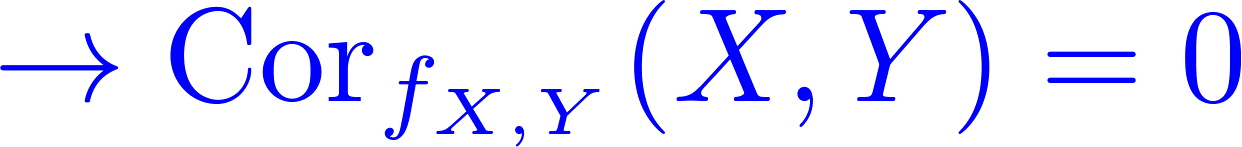 → Cor_{f_{X,Y}}(X, Y) = 0